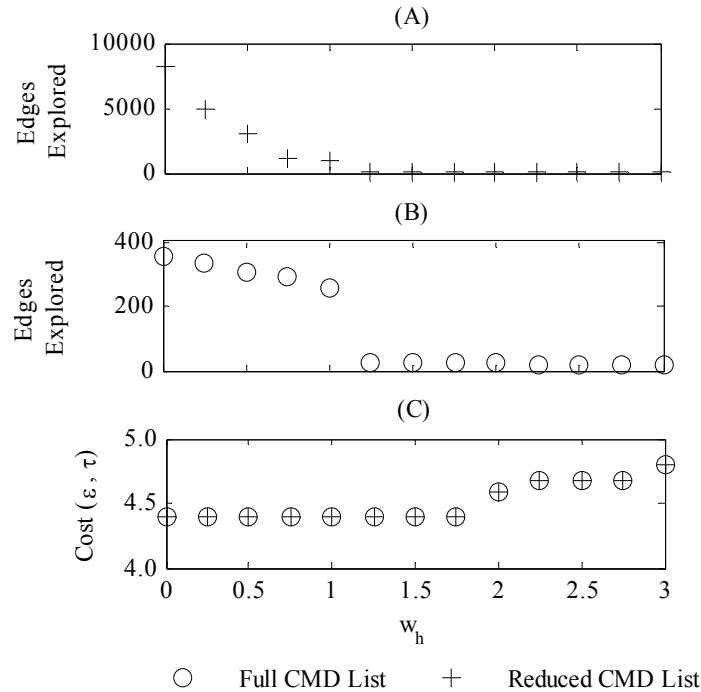 (A)
10000
5000
0
Edges
Explored
(B)
400
200
0
Edges
Explored
(C)
5.0
4.5
4.0
Cost (ε, τ)
0 0.5 1 1.5 2 2.5 3
w_h
Full CMD List Reduced CMD List